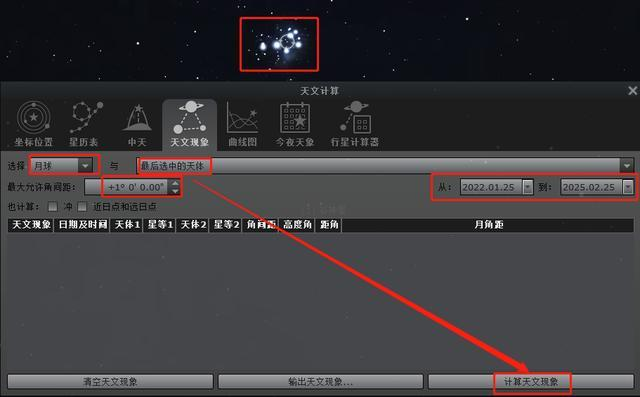 天文计算
坐标位置 星历表 中天 天文现象 曲线图 今夜天象 行星计算器
选择 月球 与 最后选中的天体
最大允许角间距： +1° 0' 0.00" 从： 2022.01.25 到： 2025.02.25
也计算： 冲 近日点和远日点
天文现象 日期及时间 天体1 星等1 天体2 星等2 角间距 高度角 距角 月角距
清空天文现象 输出天文现象... 计算天文现象